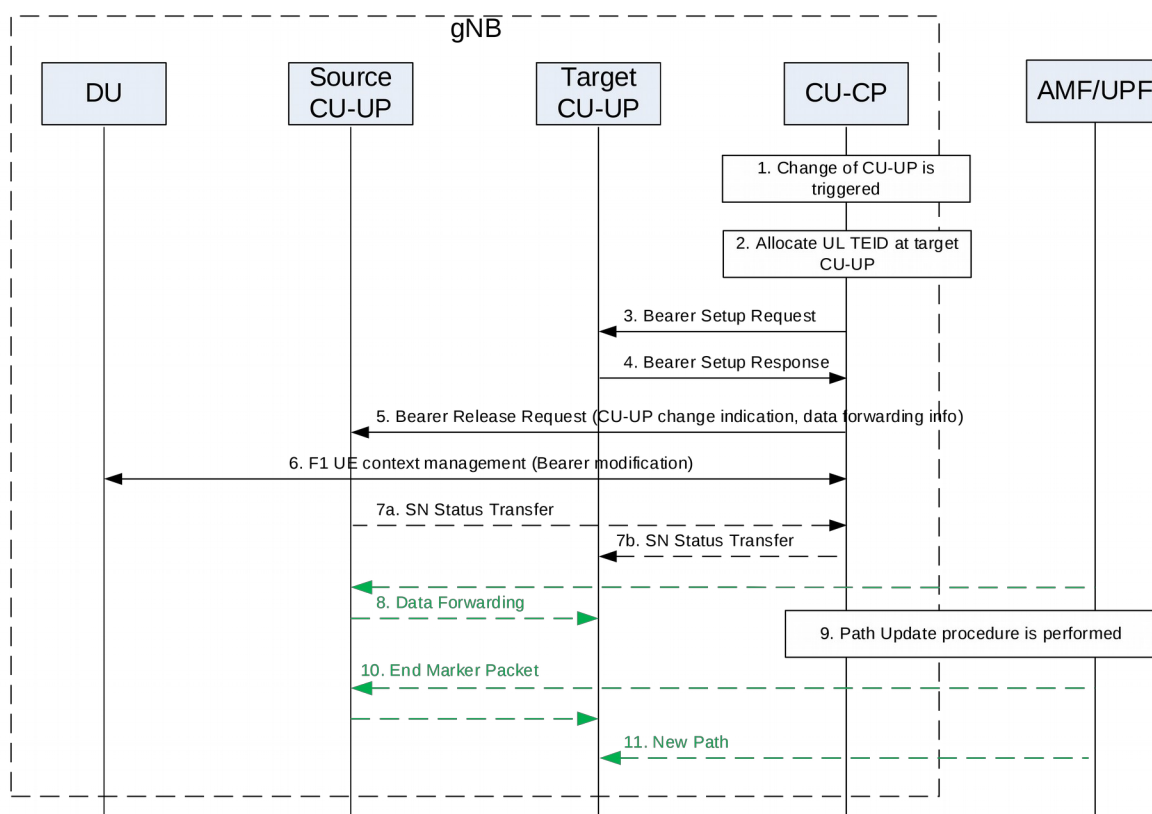 gNB
DU
Source
CU-UP
Target
CU-UP
CU-CP
AMF/UPF
1. Change of CU-UP is
triggered
2. Allocate UL TEID at target
CU-UP
3. Bearer Setup Request
4. Bearer Setup Response
5. Bearer Release Request (CU-UP change indication, data forwarding info)
6. F1 UE context management (Bearer modification)
7a. SN Status Transfer
7b. SN Status Transfer
8. Data Forwarding
9. Path Update procedure is performed
10. End Marker Packet
11. New Path